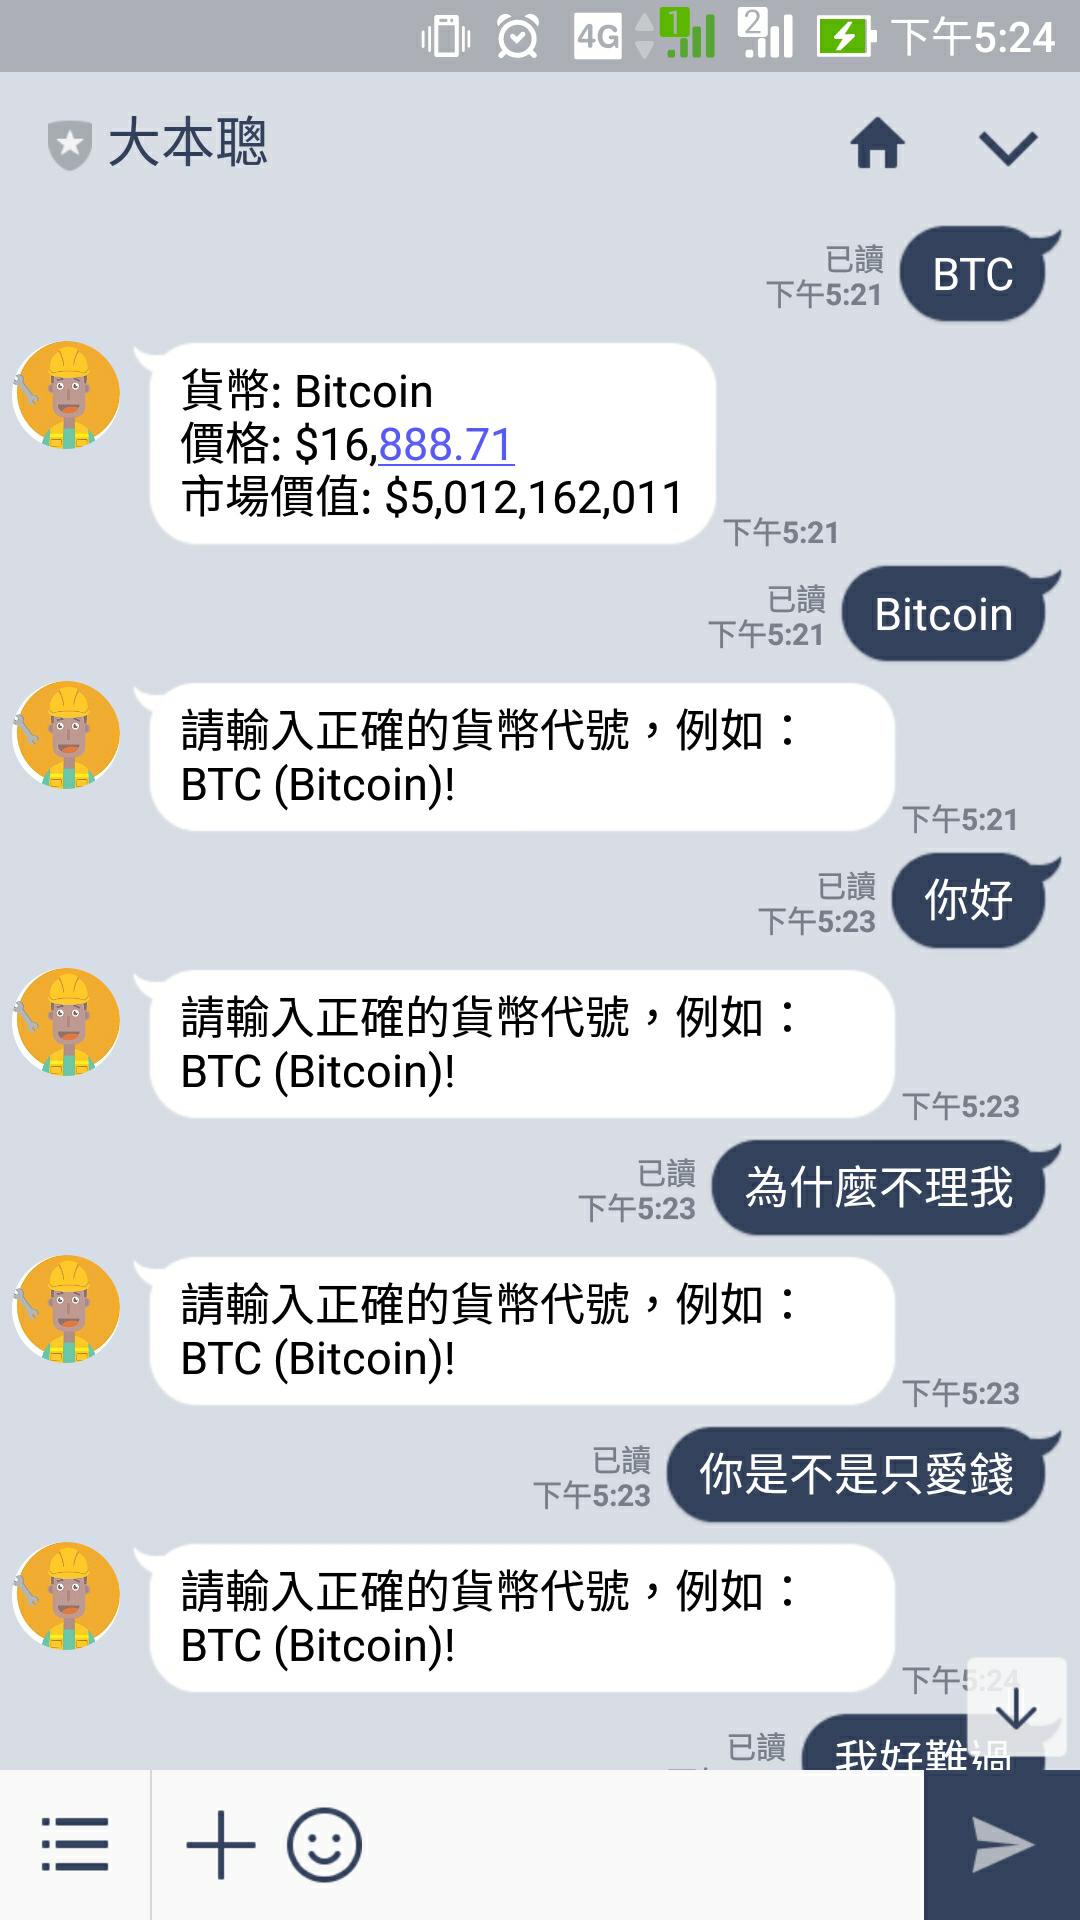 4G 1 2 下午5:24
大本聰
已讀
下午5:21
BTC
貨幣: Bitcoin
價格: $16,888.71
市場價值: $5,012,162,011
下午5:21
已讀
下午5:21
Bitcoin
請輸入正確的貨幣代號，例如：
BTC (Bitcoin)!
下午5:21
已讀
下午5:23
你好
請輸入正確的貨幣代號，例如：
BTC (Bitcoin)!
下午5:23
已讀
下午5:23
為什麼不理我
請輸入正確的貨幣代號，例如：
BTC (Bitcoin)!
下午5:23
已讀
下午5:23
你是不是只愛錢
請輸入正確的貨幣代號，例如：
BTC (Bitcoin)!
下午5:24
已讀
我好難過